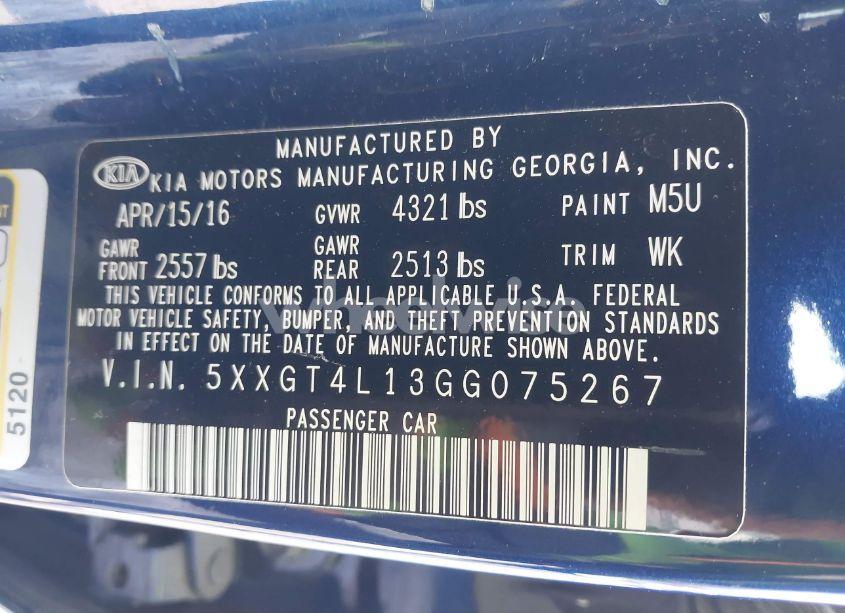 MANUFACTURED BY
KIA KIA MOTORS MANUFACTURING GEORGIA, INC.
APR/15/16 GVWR 4321 lbs PAINT M5U
GAWR FRONT 2557 lbs GAWR REAR 2513 lbs TRIM WK
THIS VEHICLE CONFORMS TO ALL APPLICABLE U.S.A. FEDERAL
MOTOR VEHICLE SAFETY, BUMPER, AND THEFT PREVENTION STANDARDS
IN EFFECT ON THE DATE OF MANUFACTURE SHOWN ABOVE.
V.I.N. 5XXGT4L13GG075267
PASSENGER CAR
5120